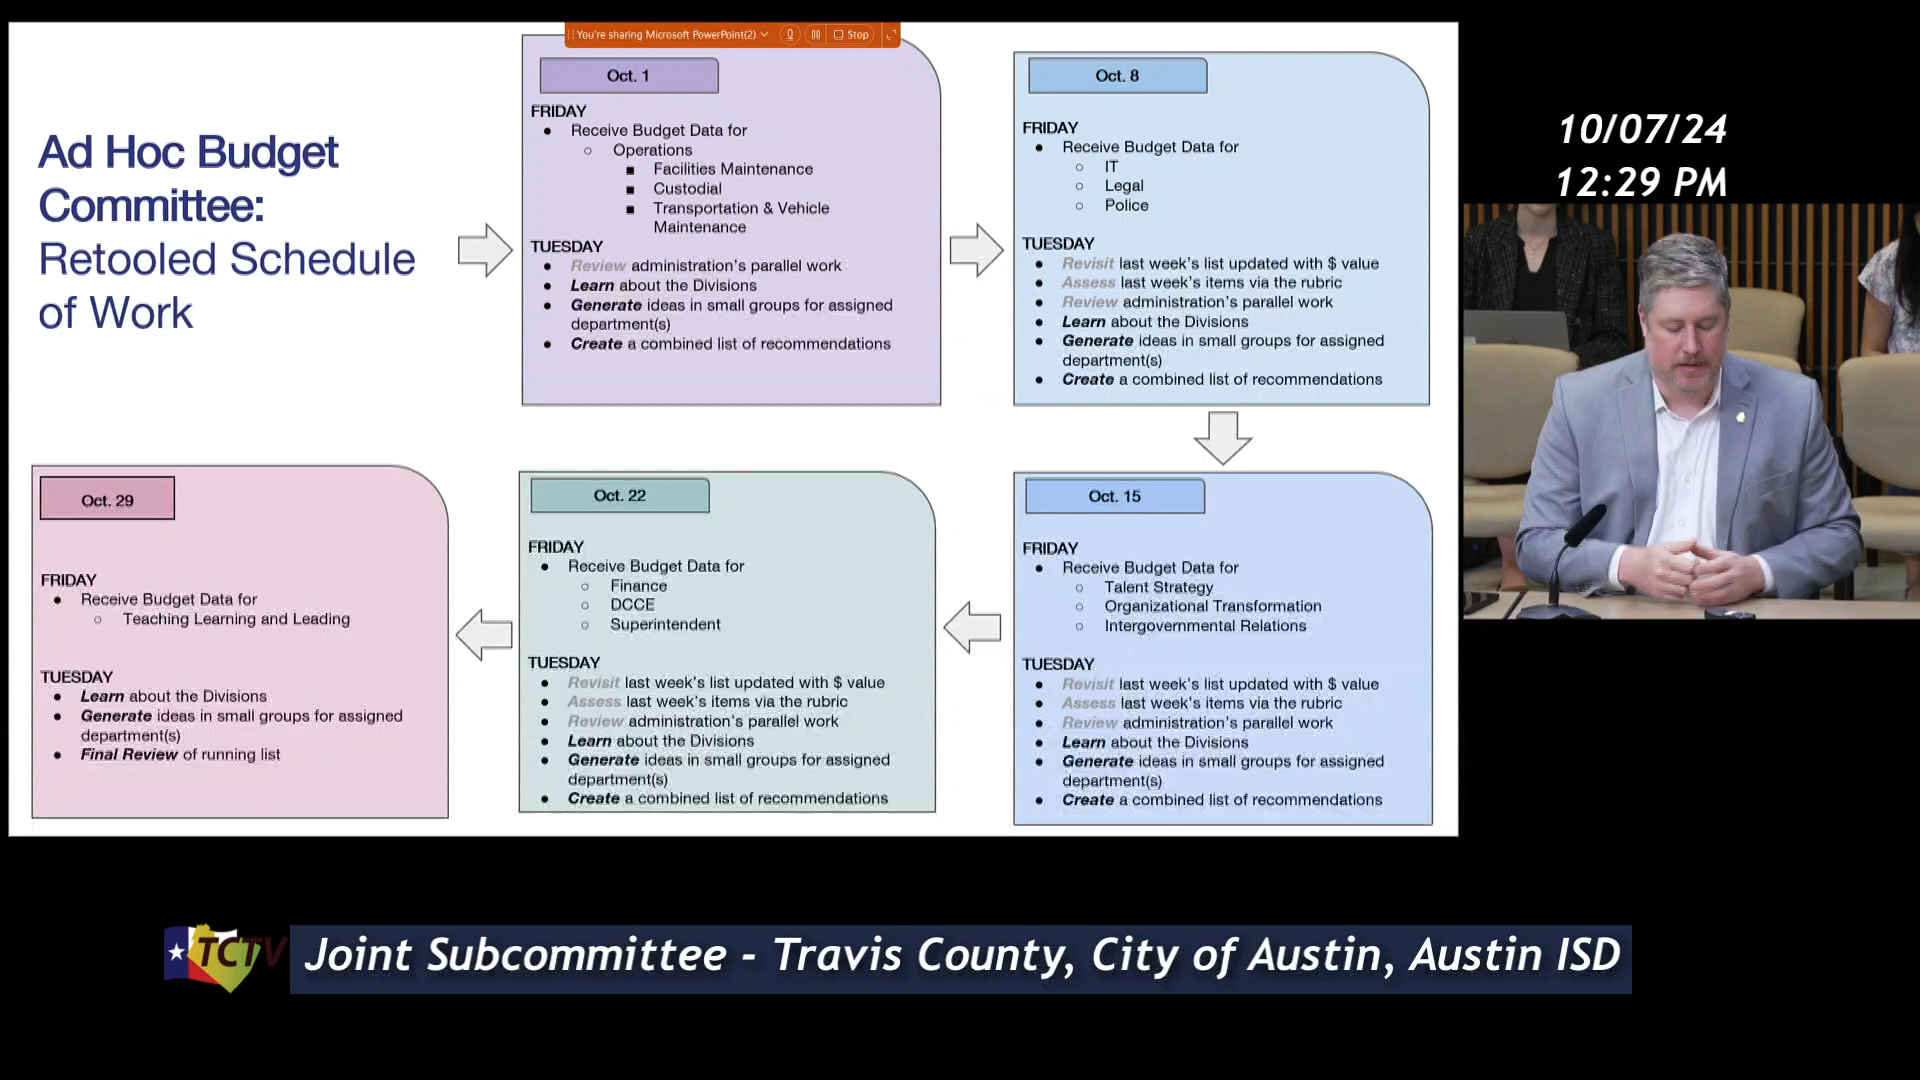 You're sharing Microsoft PowerPoint(2)
Stop
Ad Hoc Budget
Committee:
Retooled Schedule
of Work
Oct. 1
FRIDAY
● Receive Budget Data for
○ Operations
■ Facilities Maintenance
■ Custodial
■ Transportation & Vehicle
Maintenance
TUESDAY
● Review administration's parallel work
● Learn about the Divisions
● Generate ideas in small groups for assigned
department(s)
● Create a combined list of recommendations
Oct. 8
FRIDAY
● Receive Budget Data for
○ IT
○ Legal
○ Police
TUESDAY
● Revisit last week's list updated with $ value
● Assess last week's items via the rubric
● Review administration's parallel work
● Learn about the Divisions
● Generate ideas in small groups for assigned
department(s)
● Create a combined list of recommendations
Oct. 15
FRIDAY
● Receive Budget Data for
○ Talent Strategy
○ Organizational Transformation
○ Intergovernmental Relations
TUESDAY
● Revisit last week's list updated with $ value
● Assess last week's items via the rubric
● Review administration's parallel work
● Learn about the Divisions
● Generate ideas in small groups for assigned
department(s)
● Create a combined list of recommendations
Oct. 22
FRIDAY
● Receive Budget Data for
○ Finance
○ DCCE
○ Superintendent
TUESDAY
● Revisit last week's list updated with $ value
● Assess last week's items via the rubric
● Review administration's parallel work
● Learn about the Divisions
● Generate ideas in small groups for assigned
department(s)
● Create a combined list of recommendations
Oct. 29
FRIDAY
● Receive Budget Data for
○ Teaching Learning and Leading
TUESDAY
● Learn about the Divisions
● Generate ideas in small groups for assigned
department(s)
● Final Review of running list
10/07/24
12:29 PM
TCTV
Joint Subcommittee - Travis County, City of Austin, Austin ISD